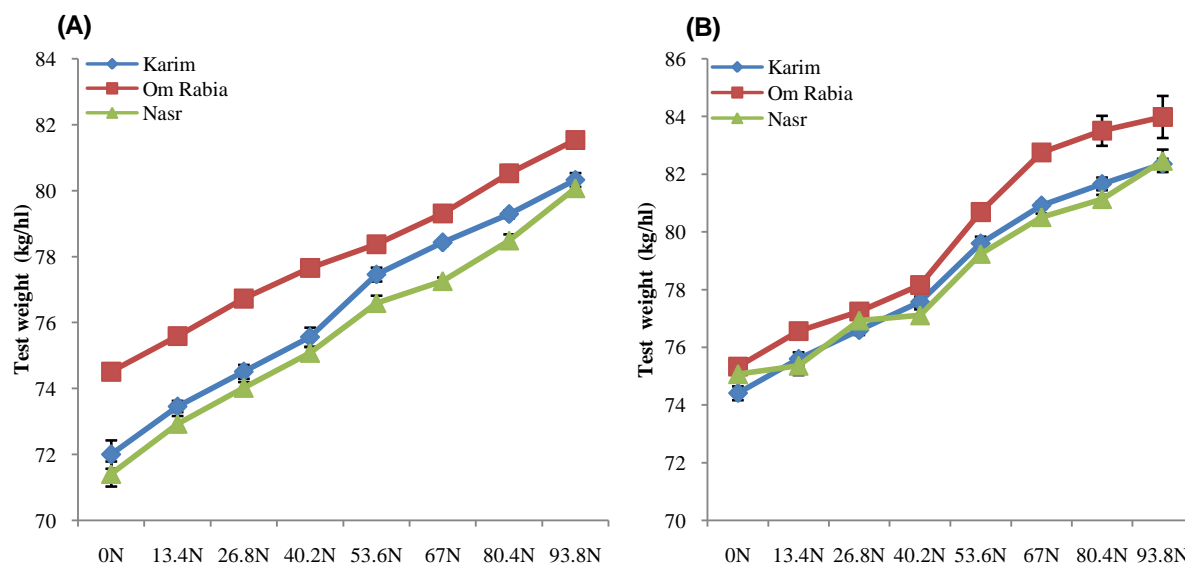 (A)
Karim
Om Rabia
Nasr
Test weight (kg/hl)
84
82
80
78
76
74
72
70
0N 13.4N 26.8N 40.2N 53.6N 67N 80.4N 93.8N
(B)
Karim
Om Rabia
Nasr
Test weight (kg/hl)
86
84
82
80
78
76
74
72
70
0N 13.4N 26.8N 40.2N 53.6N 67N 80.4N 93.8N